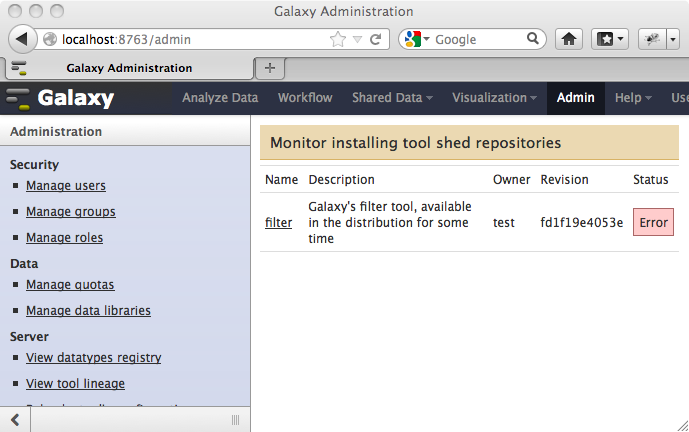 Galaxy Administration
localhost:8763/admin
Google
Galaxy Administration
Galaxy
Analyze Data
Workflow
Shared Data
Visualization
Admin
Help
Use
Administration
Security
Manage users
Manage groups
Manage roles
Data
Manage quotas
Manage data libraries
Server
View datatypes registry
View tool lineage
Monitor installing tool shed repositories
Name Description Owner Revision Status
filter
Galaxy's filter tool, available
in the distribution for some
time
test
fd1f19e4053e
Error